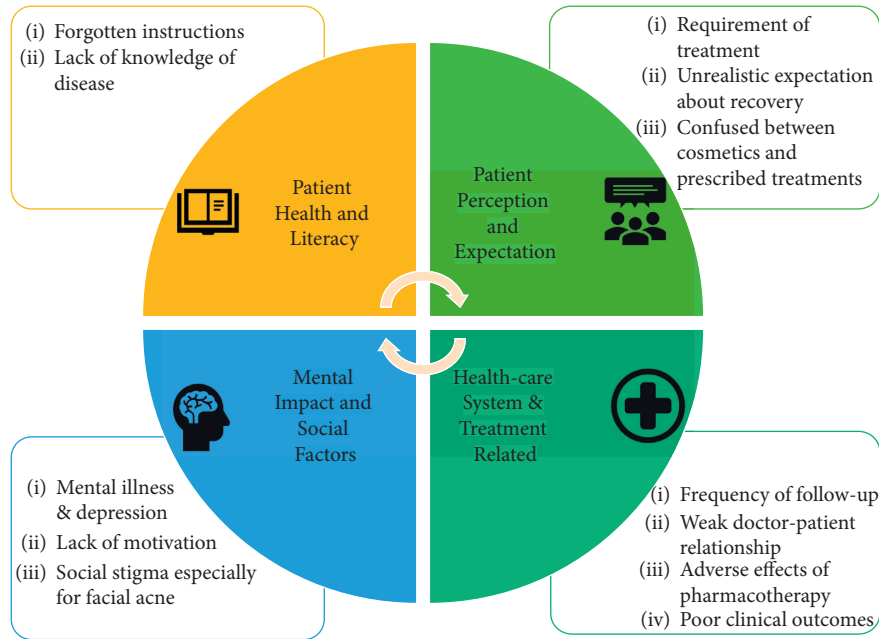 (i) Forgotten instructions
(ii) Lack of knowledge of
disease
(i) Requirement of
treatment
(ii) Unrealistic expectation
about recovery
(iii) Confused between
cosmetics and
prescribed treatments
Patient
Health and
Literacy
Patient
Perception
and
Expectation
Mental
Impact and
Social
Factors
Health-care
System &
Treatment
Related
(i) Mental illness
& depression
(ii) Lack of motivation
(iii) Social stigma especially
for facial acne
(i) Frequency of follow-up
(ii) Weak doctor-patient
relationship
(iii) Adverse effects of
pharmacotherapy
(iv) Poor clinical outcomes